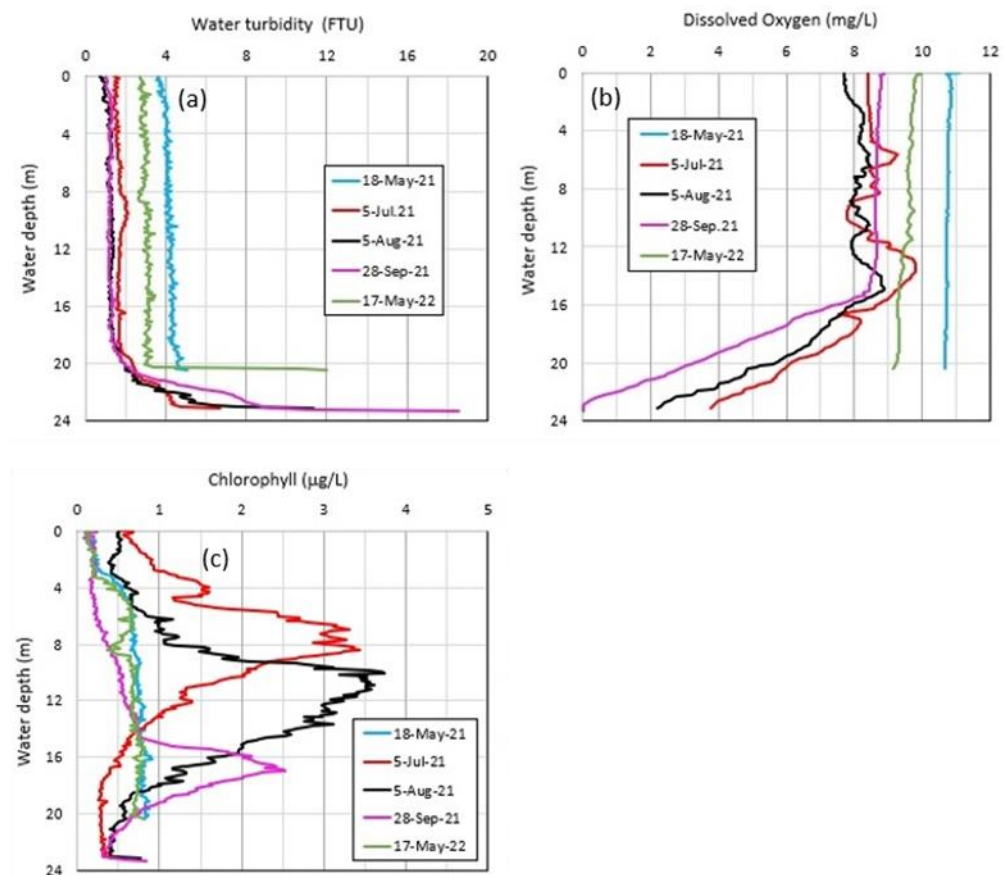 Water turbidity (FTU)
0 4 8 12 16 20
0
4
8
12
16
20
24
Water depth (m)
(a)
18-May-21
5-Jul.21
5-Aug-21
28-Sep-21
17-May-22
Dissolved Oxygen (mg/L)
0 2 4 6 8 10 12
0
4
8
12
16
20
24
Water depth (m)
(b)
18-May-21
5-Jul-21
5-Aug-21
28-Sep.21
17-May-22
Chlorophyll (µg/L)
0 1 2 3 4 5
0
4
8
12
16
20
24
Water depth (m)
(c)
18-May-21
5-Jul-21
5-Aug-21
28-Sep-21
17-May-22